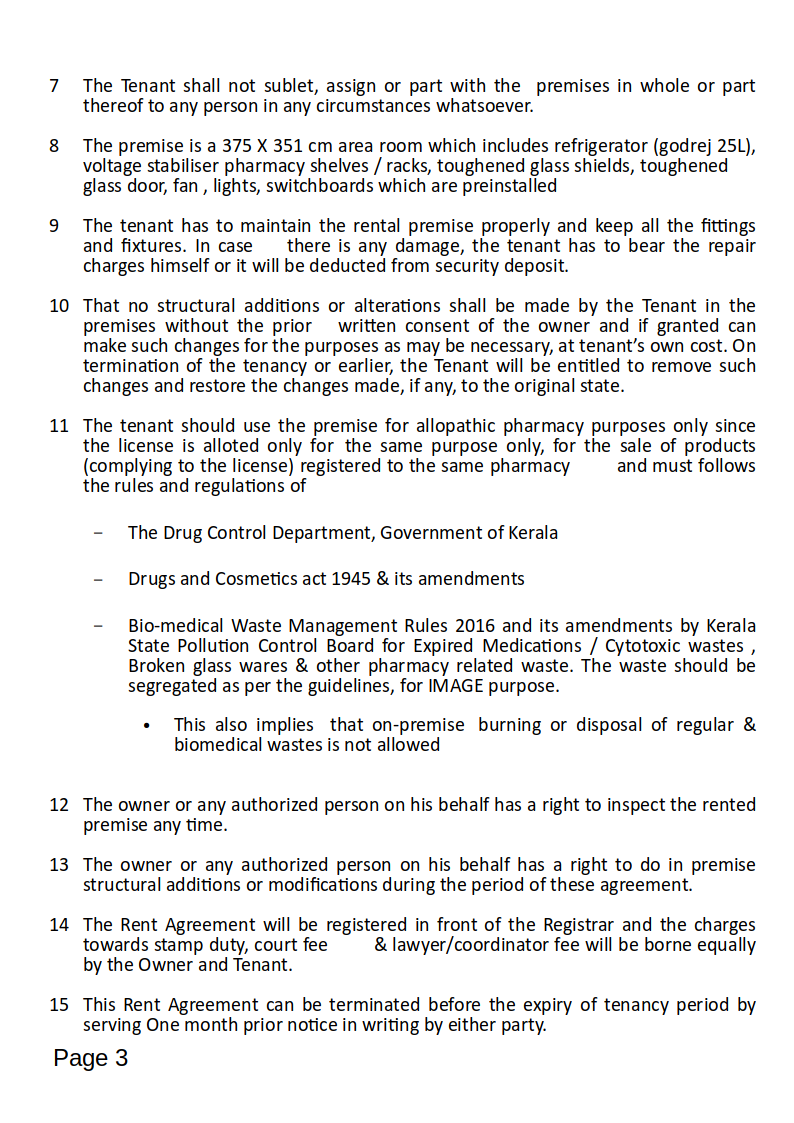 7 The Tenant shall not sublet, assign or part with the premises in whole or part
thereof to any person in any circumstances whatsoever.
8 The premise is a 375 X 351 cm area room which includes refrigerator (godrej 25L),
voltage stabiliser pharmacy shelves / racks, toughened glass shields, toughened
glass door, fan , lights, switchboards which are preinstalled
9 The tenant has to maintain the rental premise properly and keep all the fittings
and fixtures. In case there is any damage, the tenant has to bear the repair
charges himself or it will be deducted from security deposit.
10 That no structural additions or alterations shall be made by the Tenant in the
premises without the prior written consent of the owner and if granted can
make such changes for the purposes as may be necessary, at tenant’s own cost. On
termination of the tenancy or earlier, the Tenant will be entitled to remove such
changes and restore the changes made, if any, to the original state.
11 The tenant should use the premise for allopathic pharmacy purposes only since
the license is alloted only for the same purpose only, for the sale of products
(complying to the license) registered to the same pharmacy and must follows
the rules and regulations of
– The Drug Control Department, Government of Kerala
– Drugs and Cosmetics act 1945 & its amendments
– Bio-medical Waste Management Rules 2016 and its amendments by Kerala
State Pollution Control Board for Expired Medications / Cytotoxic wastes ,
Broken glass wares & other pharmacy related waste. The waste should be
segregated as per the guidelines, for IMAGE purpose.
• This also implies that on-premise burning or disposal of regular &
biomedical wastes is not allowed
12 The owner or any authorized person on his behalf has a right to inspect the rented
premise any time.
13 The owner or any authorized person on his behalf has a right to do in premise
structural additions or modifications during the period of these agreement.
14 The Rent Agreement will be registered in front of the Registrar and the charges
towards stamp duty, court fee & lawyer/coordinator fee will be borne equally
by the Owner and Tenant.
15 This Rent Agreement can be terminated before the expiry of tenancy period by
serving One month prior notice in writing by either party.
Page 3